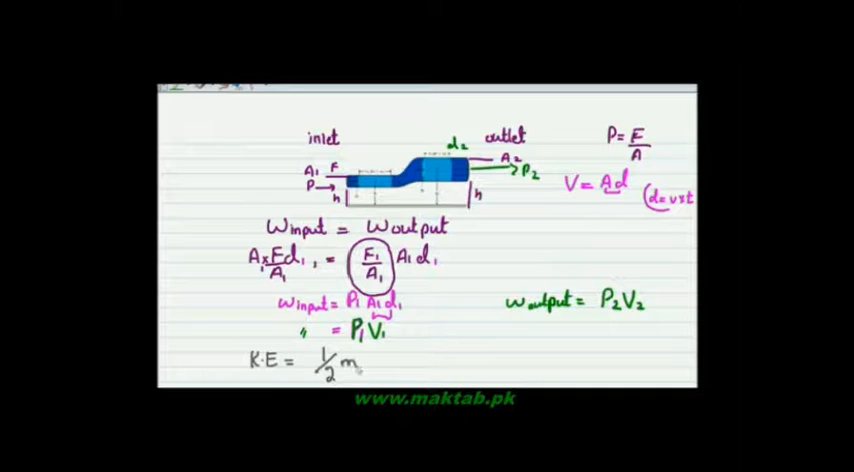 inlet d₂ outlet P = F/A
A₁ F A₂
P P₂ V = Ad (d = v×t
h h
Winput = Woutput
A₁ × F/A₁ d₁, = F₁/A₁ A₁ d₁
Winput = P₁ A₁ d₁ Woutput = P₂V₂
" = P₁V₁
K.E = 1/2 m
www.maktab.pk